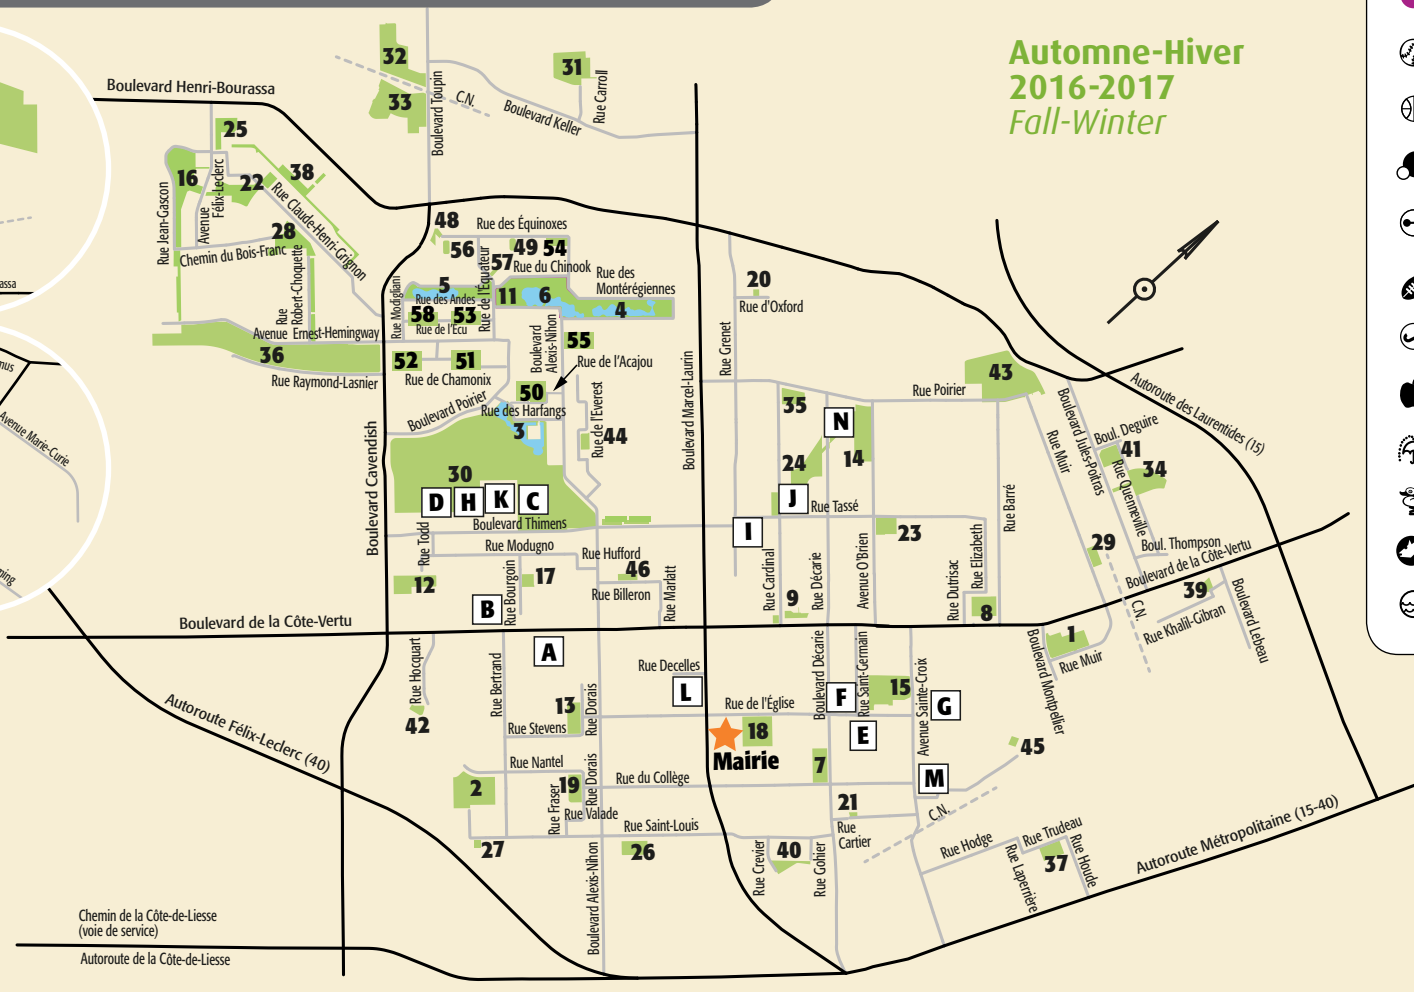 Automne-Hiver
2016-2017
Fall-Winter
32
31
33
Boulevard Toupin
C.N.
Boulevard Keller
Rue Carroll
Boulevard Henri-Bourassa
25
16
22
38
28
Rue Jean-Gascon
Avenue
Félix-Leclerc
Rue Claude-Henri-Grignon
Chemin du Bois-Franc
Rue
Robert-Choquette
Avenue Ernest-Hemingway
36
Rue Raymond-Lasnier
48
Rue des Équinoxes
56
49
54
57
Rue du Chinook
Rue des
Montérégiennes
5
11
6
4
Rue Modigliani
Rue des Andes
Rue de l'Équateur
58
53
Rue de l'Écu
Boulevard
Alexis-Nihon
55
52
51
Rue de Chamonix
Rue de l'Acajou
50
Boulevard Poirier
Rue des Harfangs
3
Rue de l'Everest
44
30
D
H
K
C
Boulevard Thimens
Boulevard Cavendish
Boulevard Marcel-Laurin
20
Rue d'Oxford
Rue Grenet
35
N
24
14
J
Rue Tassé
I
23
Rue Poirier
43
Rue Barré
Rue Muir
Boulevard Jules-Poitras
Boul. Deguire
41
34
Rue Quenneville
Autoroute des Laurentides (15)
29
Boul. Thompson
Boulevard de la Côte-Vertu
C.N.
39
Rue Khalil-Gibran
Boulevard Lebeau
Rue Todd
Rue Modugno
Rue Hufford
12
17
46
Rue Bourgoin
Rue Billeron
Rue Marlatt
B
Rue Cardinal
9
Rue Décarie
Avenue O'Brien
Rue Dutrisac
Rue Elizabeth
8
1
Rue Muir
Boulevard Montpellier
Boulevard de la Côte-Vertu
A
Rue Hocquart
42
Rue Bertrand
13
Rue Stevens
Rue Dorais
Rue Decelles
L
Rue de l'Église
18
Mairie
Boulevard Décarie
F
Rue Saint-Germain
15
E
Avenue Sainte-Croix
G
M
7
45
Autoroute Félix-Leclerc (40)
Rue Nantel
2
19
Rue Dorais
Rue Fraser
Rue Valade
Rue du Collège
27
Rue Saint-Louis
26
Boulevard Alexis-Nihon
21
Rue
Cartier
C.N.
Rue Crevier
40
Rue Gohier
Rue Hodge
Rue Trudeau
37
Rue Laperrière
Rue Houde
Autoroute Métropolitaine (15-40)
Chemin de la Côte-de-Liesse
(voie de service)
Autoroute de la Côte-de-Liesse
Avenue Marie-Curie
assa
mus
ming